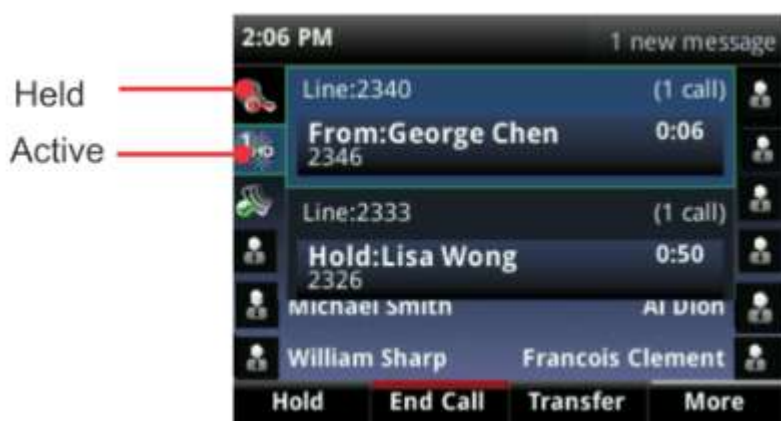 2:06 PM 1 new message
Held
Line:2340 (1 call)
From:George Chen 0:06
2346
Active
1 HD
Line:2333 (1 call)
Hold:Lisa Wong 0:50
2326
Michael Smith Al Dion
William Sharp Francois Clement
Hold End Call Transfer More